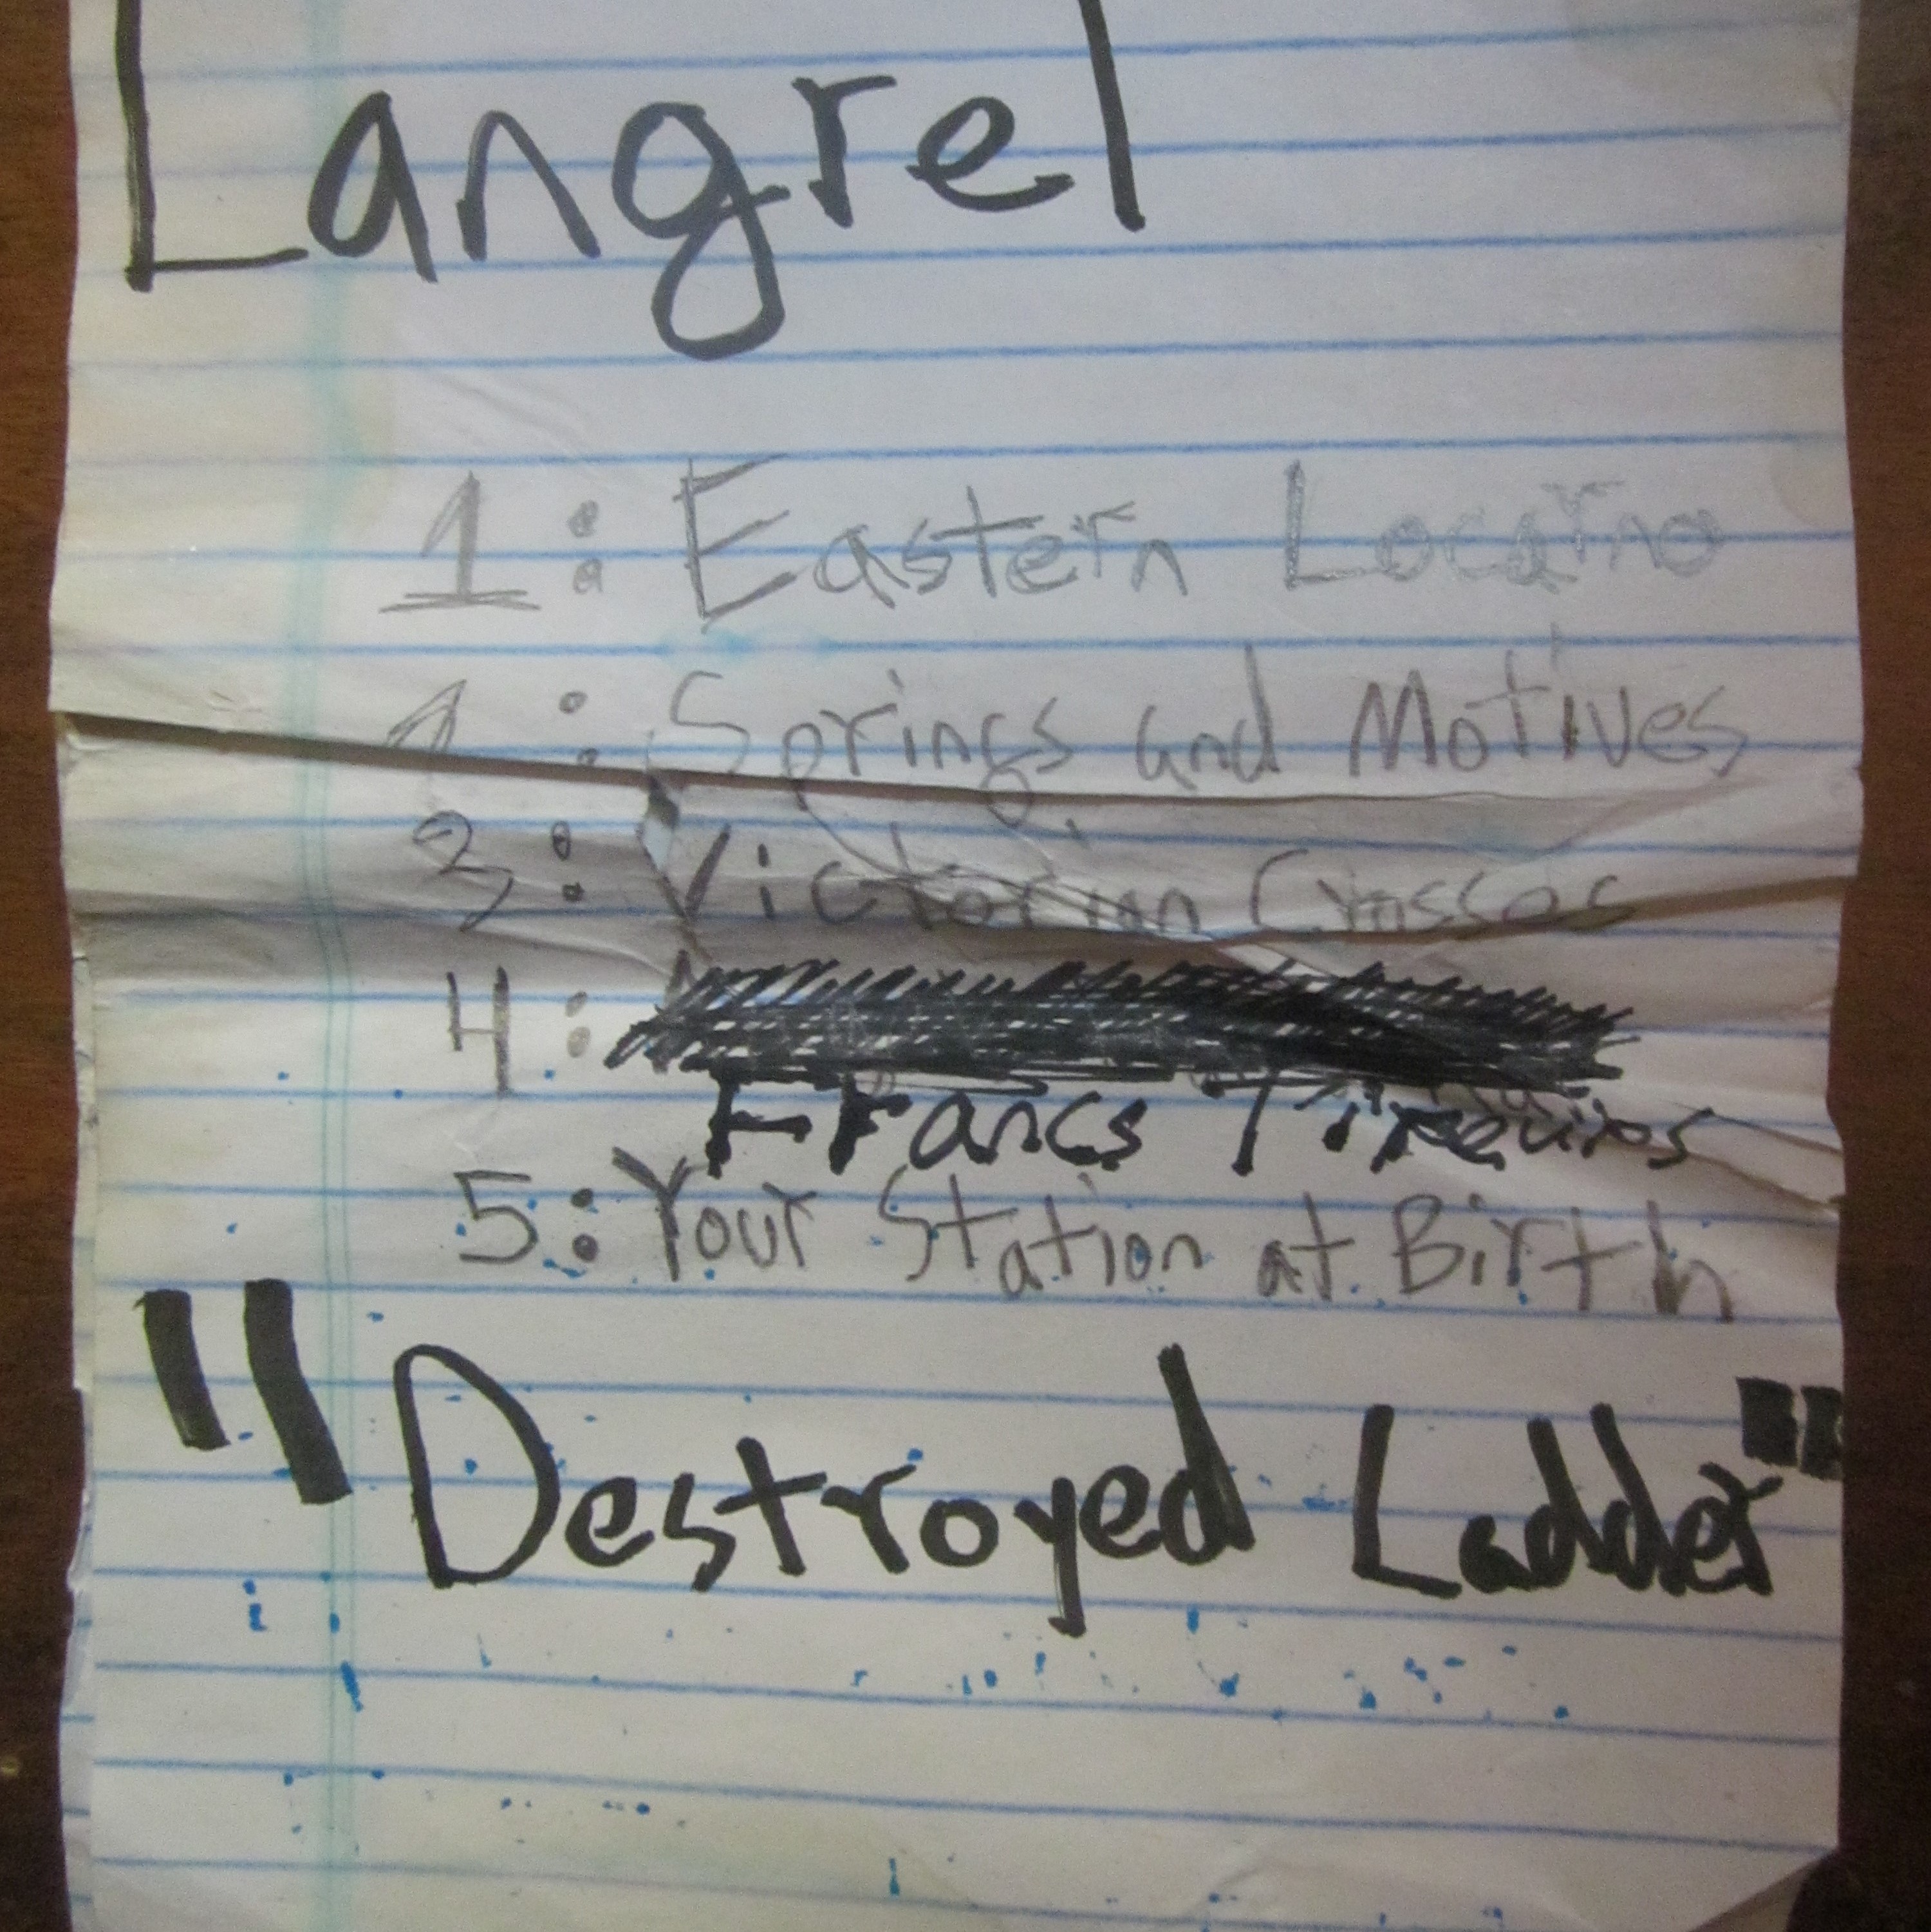 Langrel
1: Eastern Locarno
: Springs and Motives
3: Victorian Crosses
4:
Francs Tireurs
5: Your Station at Birth
"Destroyed Ladder"